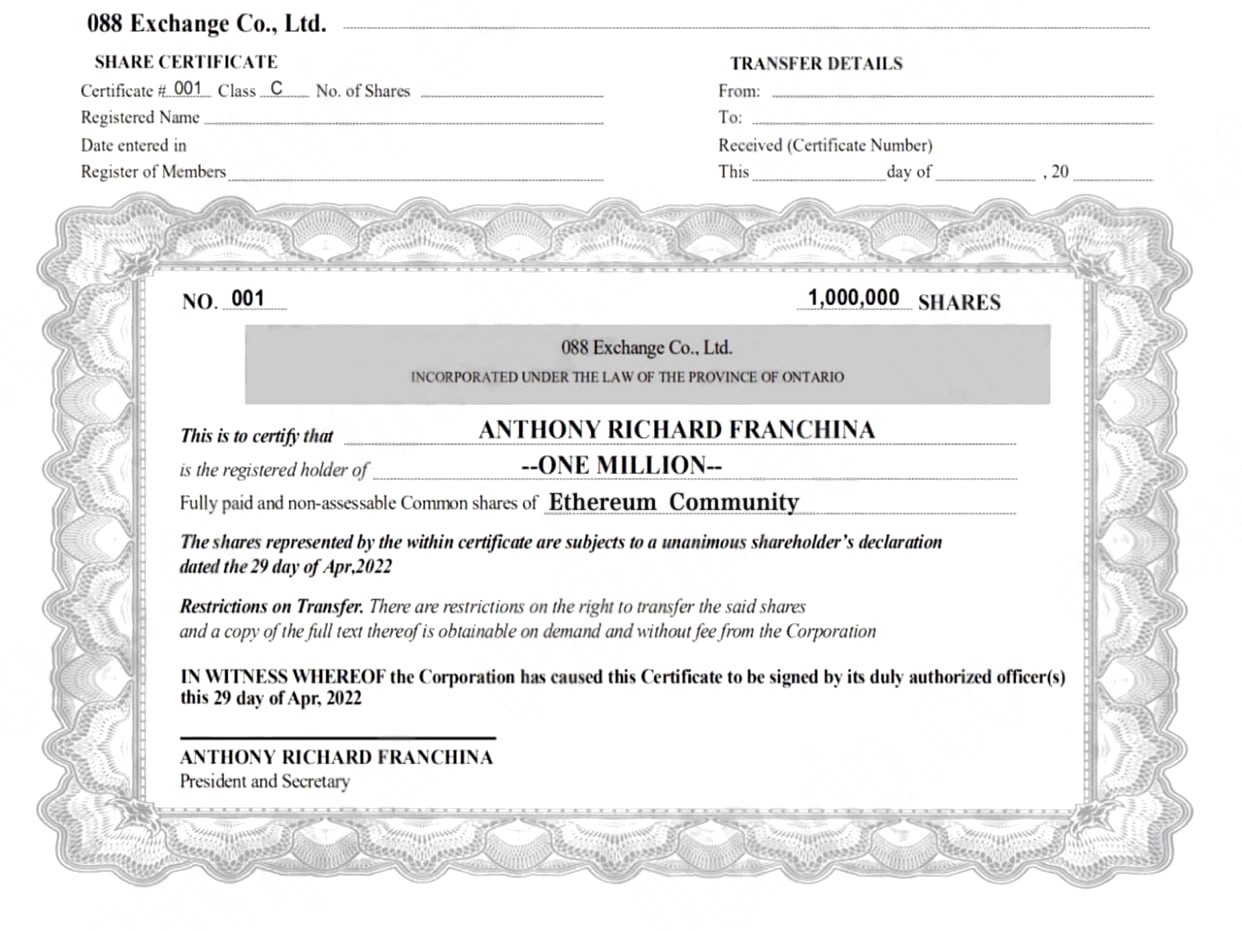 088 Exchange Co., Ltd.
SHARE CERTIFICATE
Certificate # 001 Class C No. of Shares
Registered Name
Date entered in
Register of Members
TRANSFER DETAILS
From:
To:
Received (Certificate Number)
This day of , 20
NO. 001
1,000,000 SHARES
088 Exchange Co., Ltd.
INCORPORATED UNDER THE LAW OF THE PROVINCE OF ONTARIO
This is to certify that ANTHONY RICHARD FRANCHINA
is the registered holder of --ONE MILLION--
Fully paid and non-assessable Common shares of Ethereum Community
The shares represented by the within certificate are subjects to a unanimous shareholder's declaration
dated the 29 day of Apr,2022
Restrictions on Transfer. There are restrictions on the right to transfer the said shares
and a copy of the full text thereof is obtainable on demand and without fee from the Corporation
IN WITNESS WHEREOF the Corporation has caused this Certificate to be signed by its duly authorized officer(s)
this 29 day of Apr, 2022
ANTHONY RICHARD FRANCHINA
President and Secretary